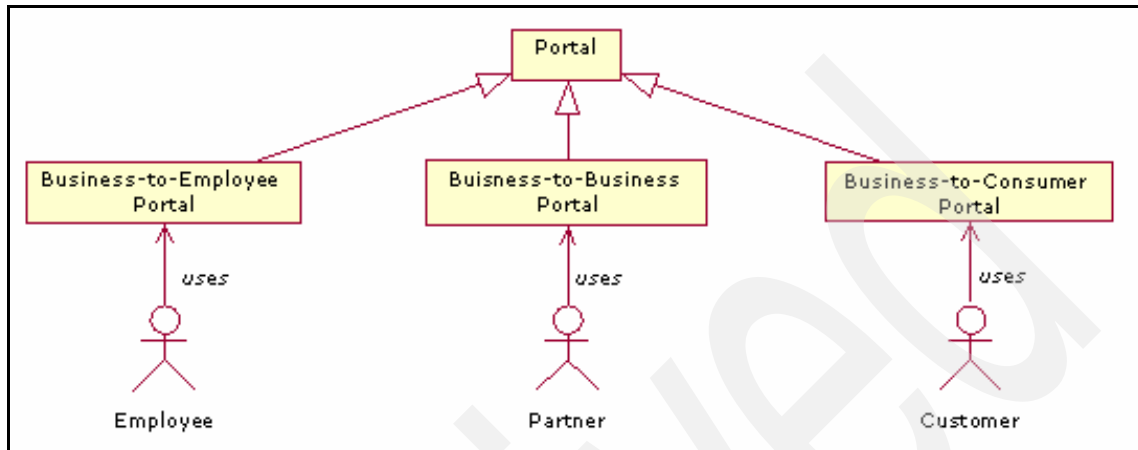 Portal
Business-to-Employee
Portal
Buisness-to-Business
Portal
Business-to-Consumer
Portal
uses
uses
uses
Employee
Partner
Customer